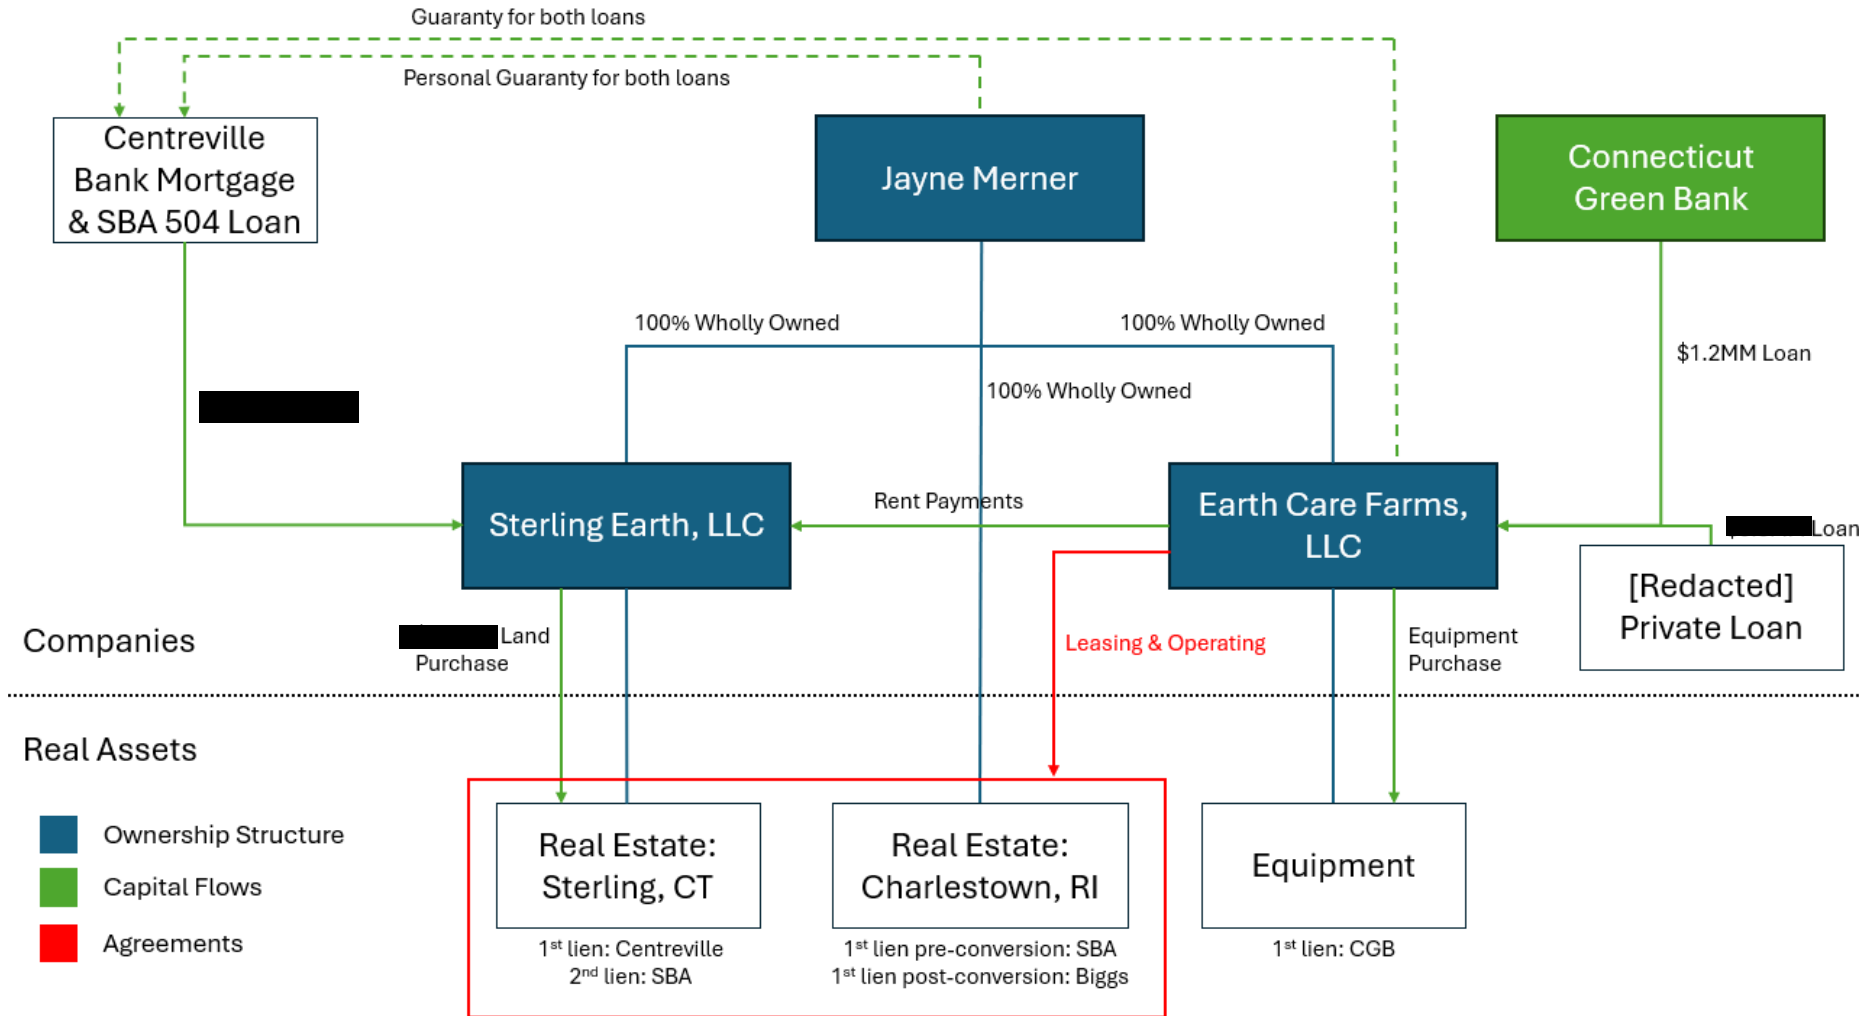 Guaranty for both loans
Personal Guaranty for both loans
Centreville
Bank Mortgage
& SBA 504 Loan
Jayne Merner
Connecticut
Green Bank
100% Wholly Owned
100% Wholly Owned
$1.2MM Loan
100% Wholly Owned
Sterling Earth, LLC
Rent Payments
Earth Care Farms,
LLC
Loan
[Redacted]
Private Loan
Companies
Land
Purchase
Leasing & Operating
Equipment
Purchase
Real Assets
Ownership Structure
Capital Flows
Agreements
Real Estate:
Sterling, CT
Real Estate:
Charlestown, RI
Equipment
1st lien: Centreville
2nd lien: SBA
1st lien pre-conversion: SBA
1st lien post-conversion: Biggs
1st lien: CGB